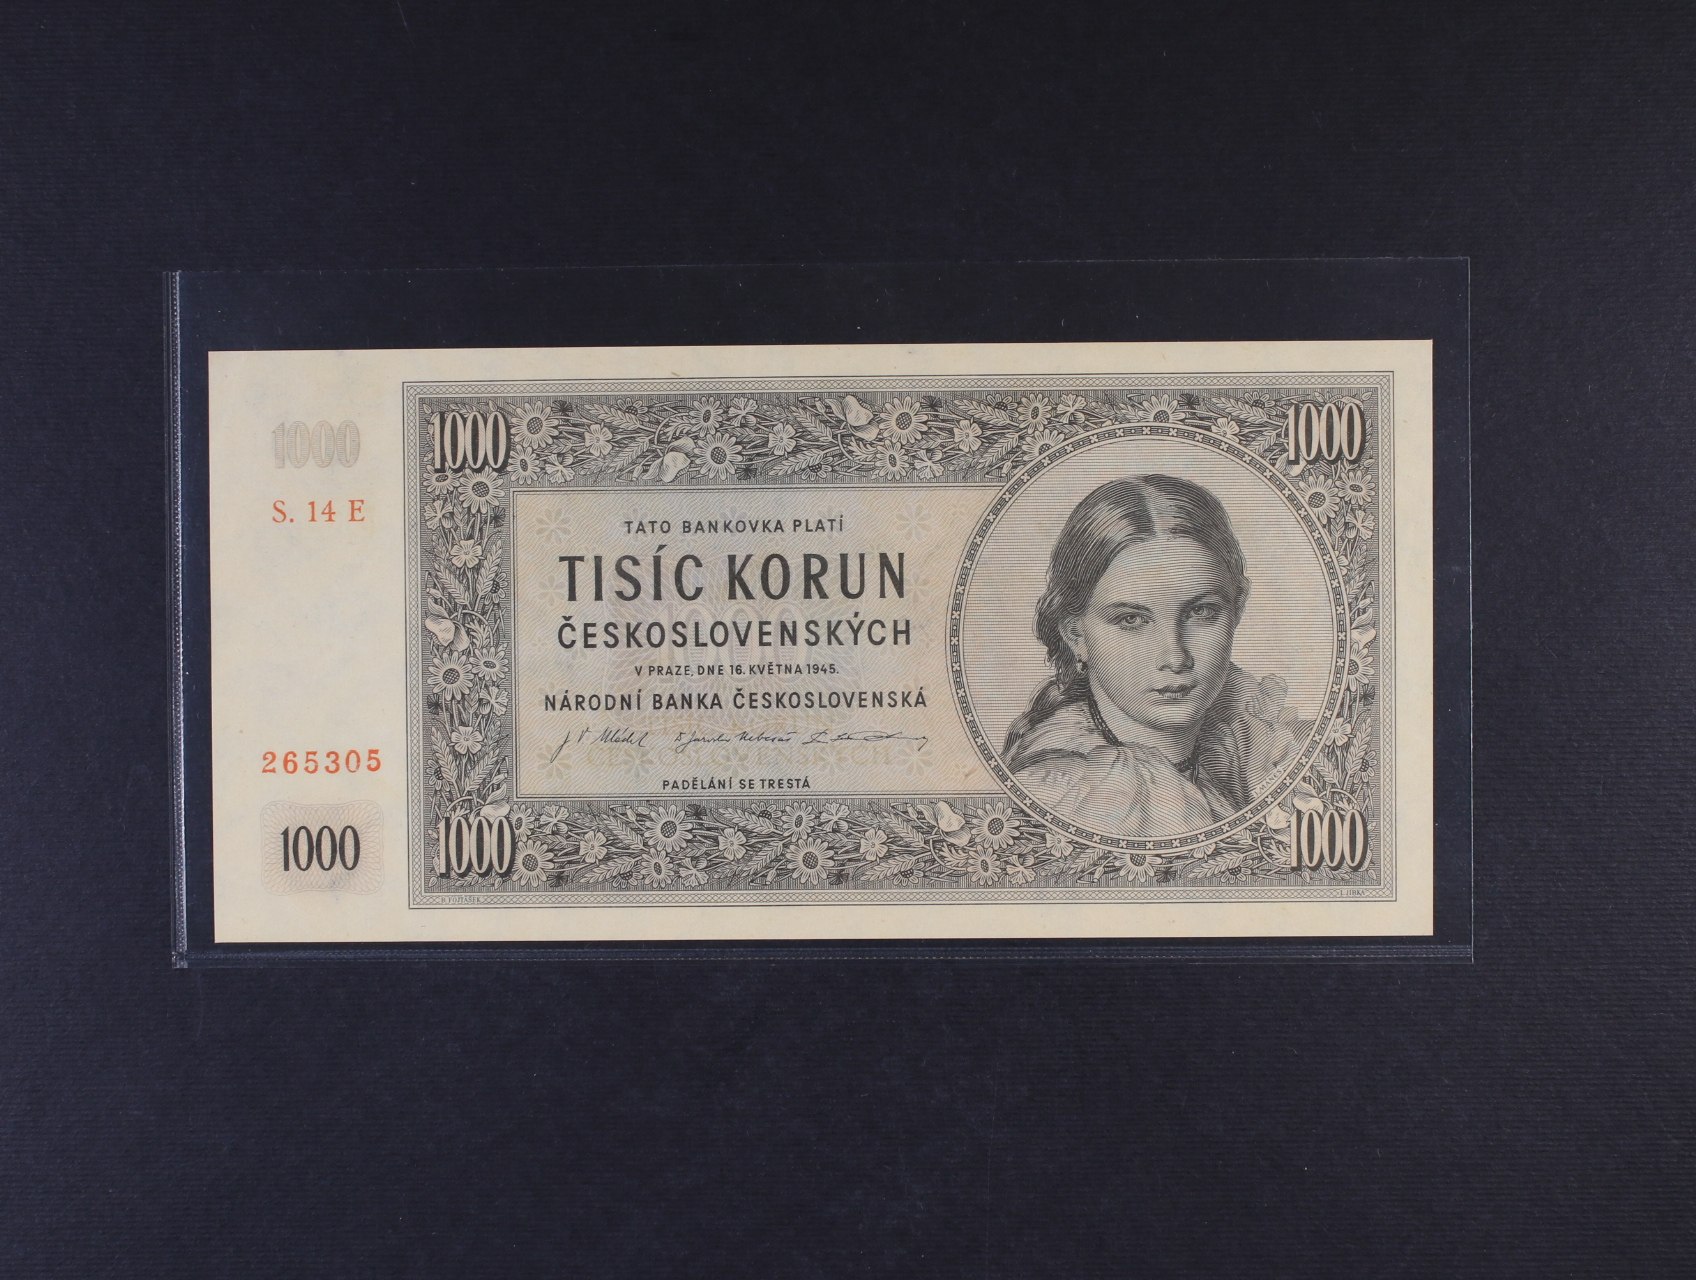 1000
S. 14 E
265305
1000
1000
1000
TATO BANKOVKA PLATÍ
TISÍC KORUN
ČESKOSLOVENSKÝCH
V PRAZE, DNE 16. KVĚTNA 1945.
NÁRODNÍ BANKA ČESKOSLOVENSKÁ
PADĚLÁNÍ SE TRESTÁ
1000
1000